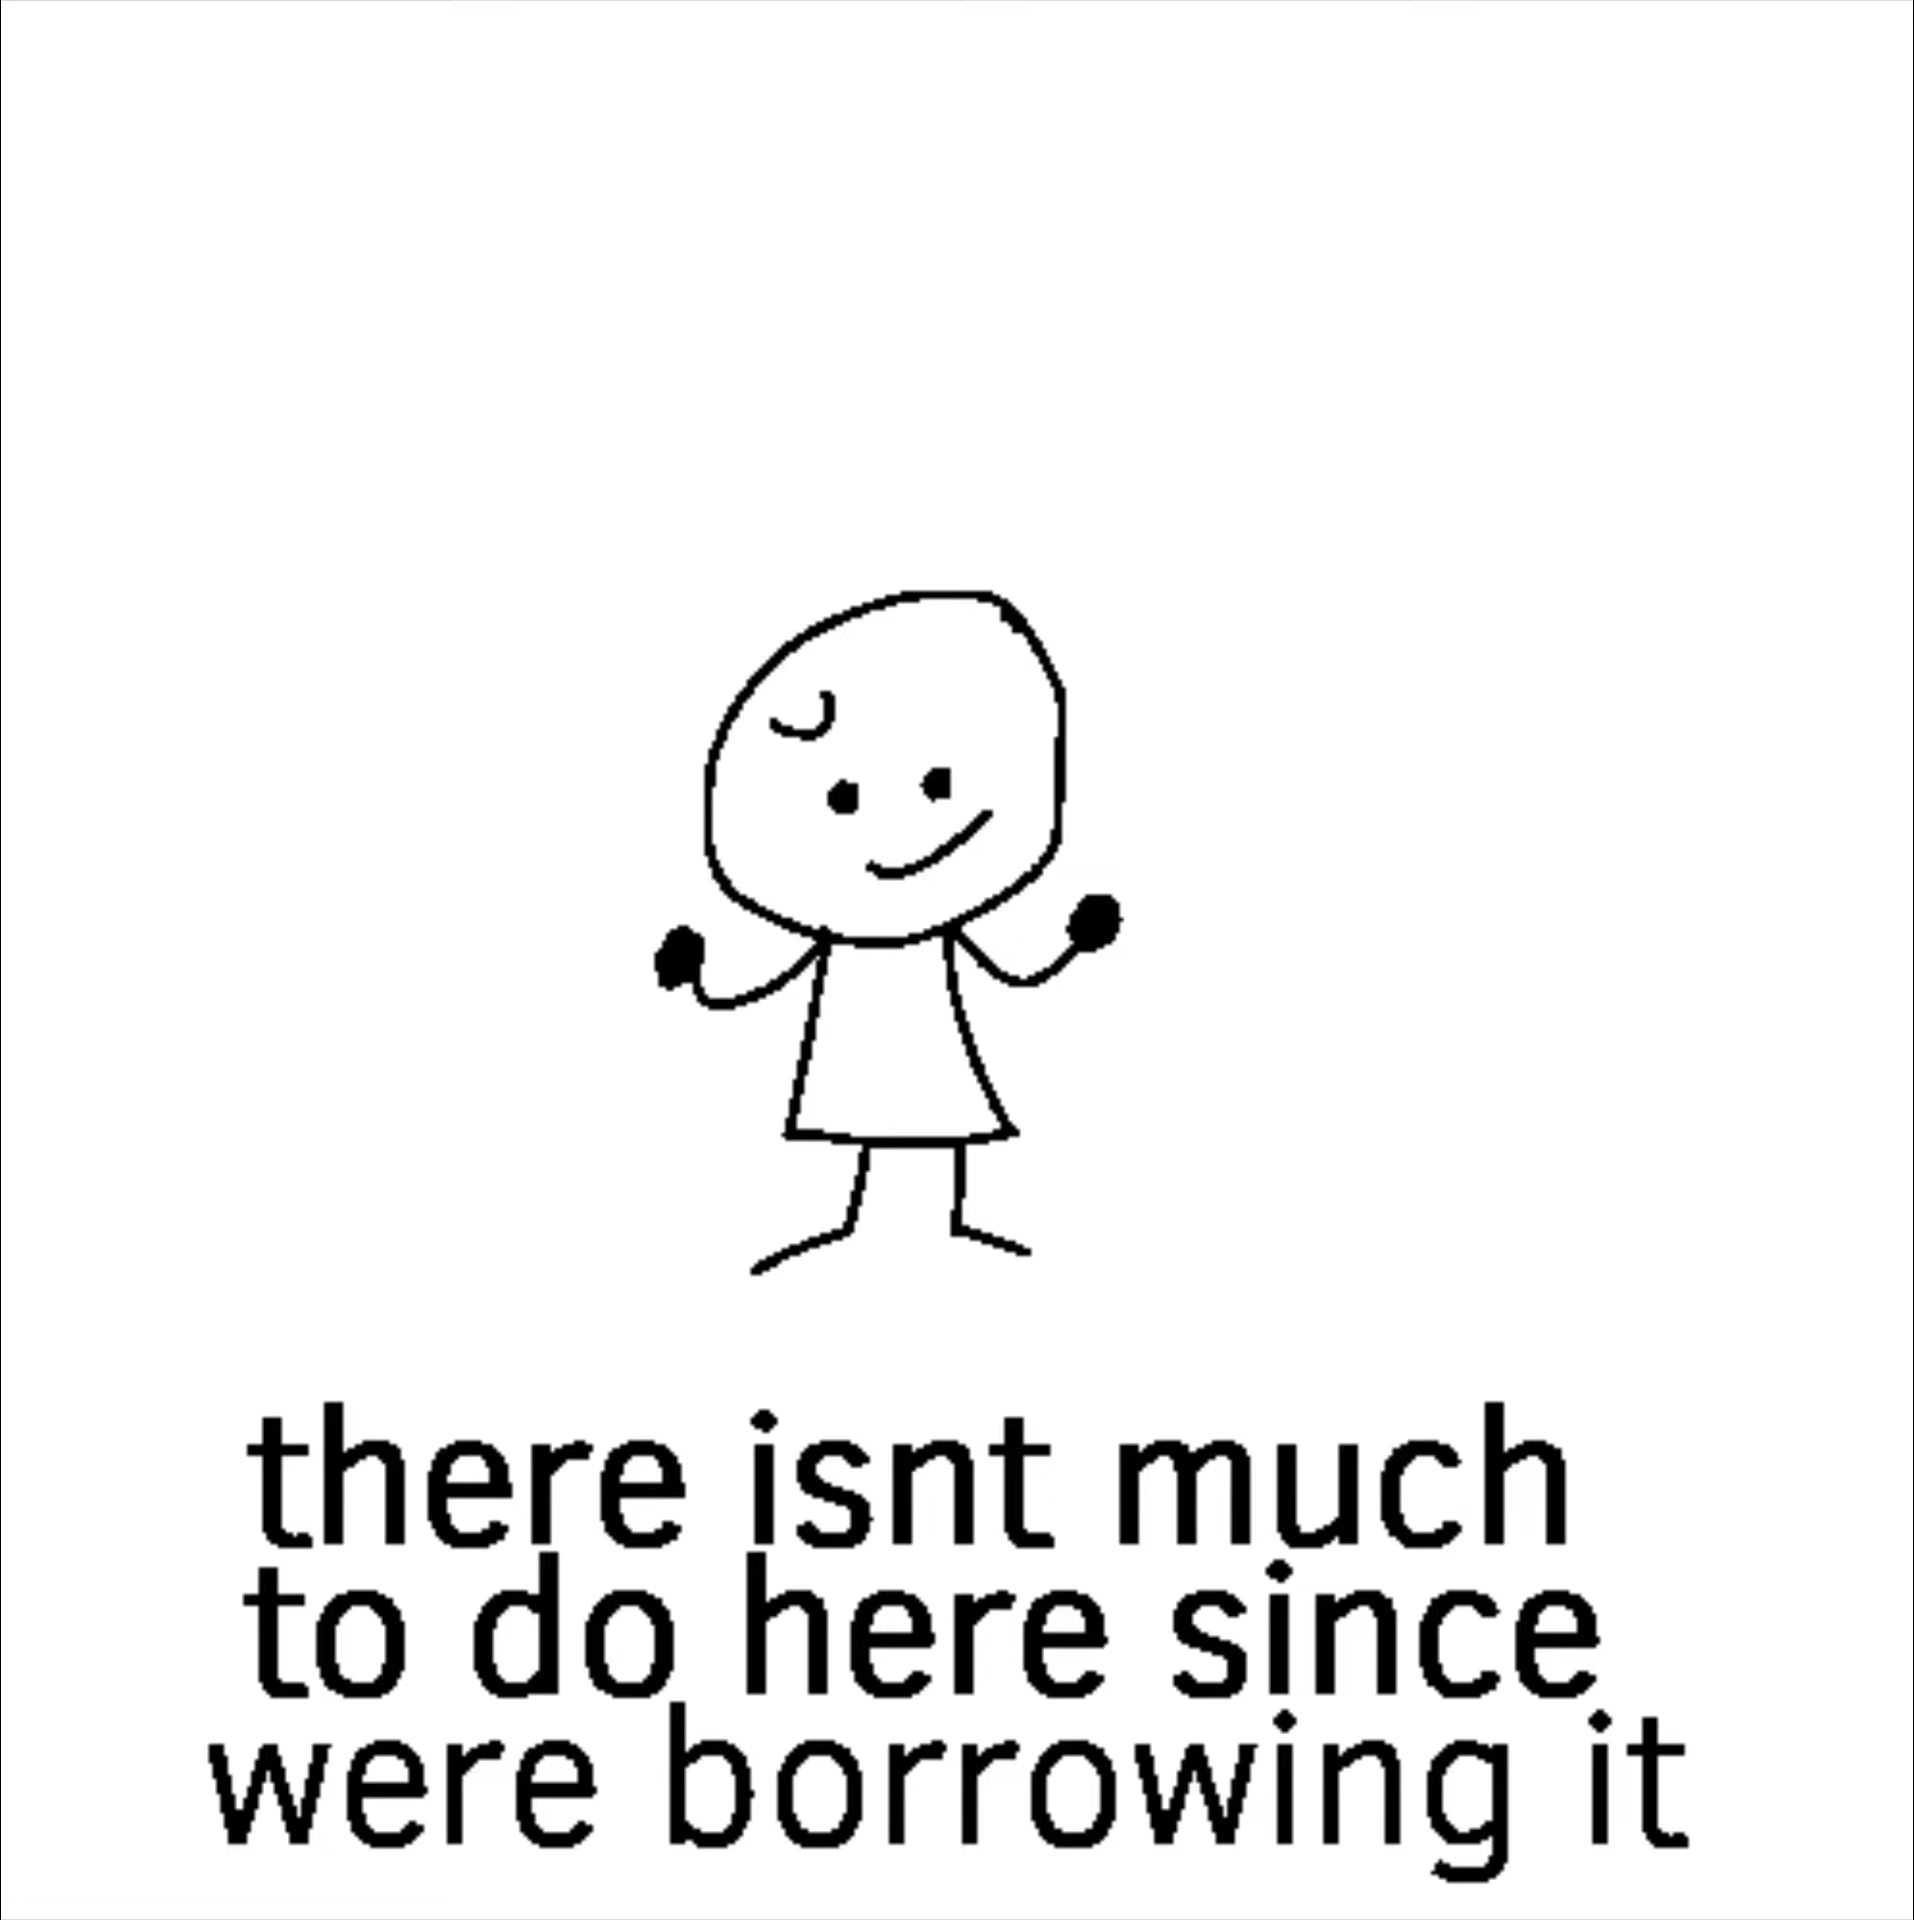 there isnt much
to do here since
were borrowing it